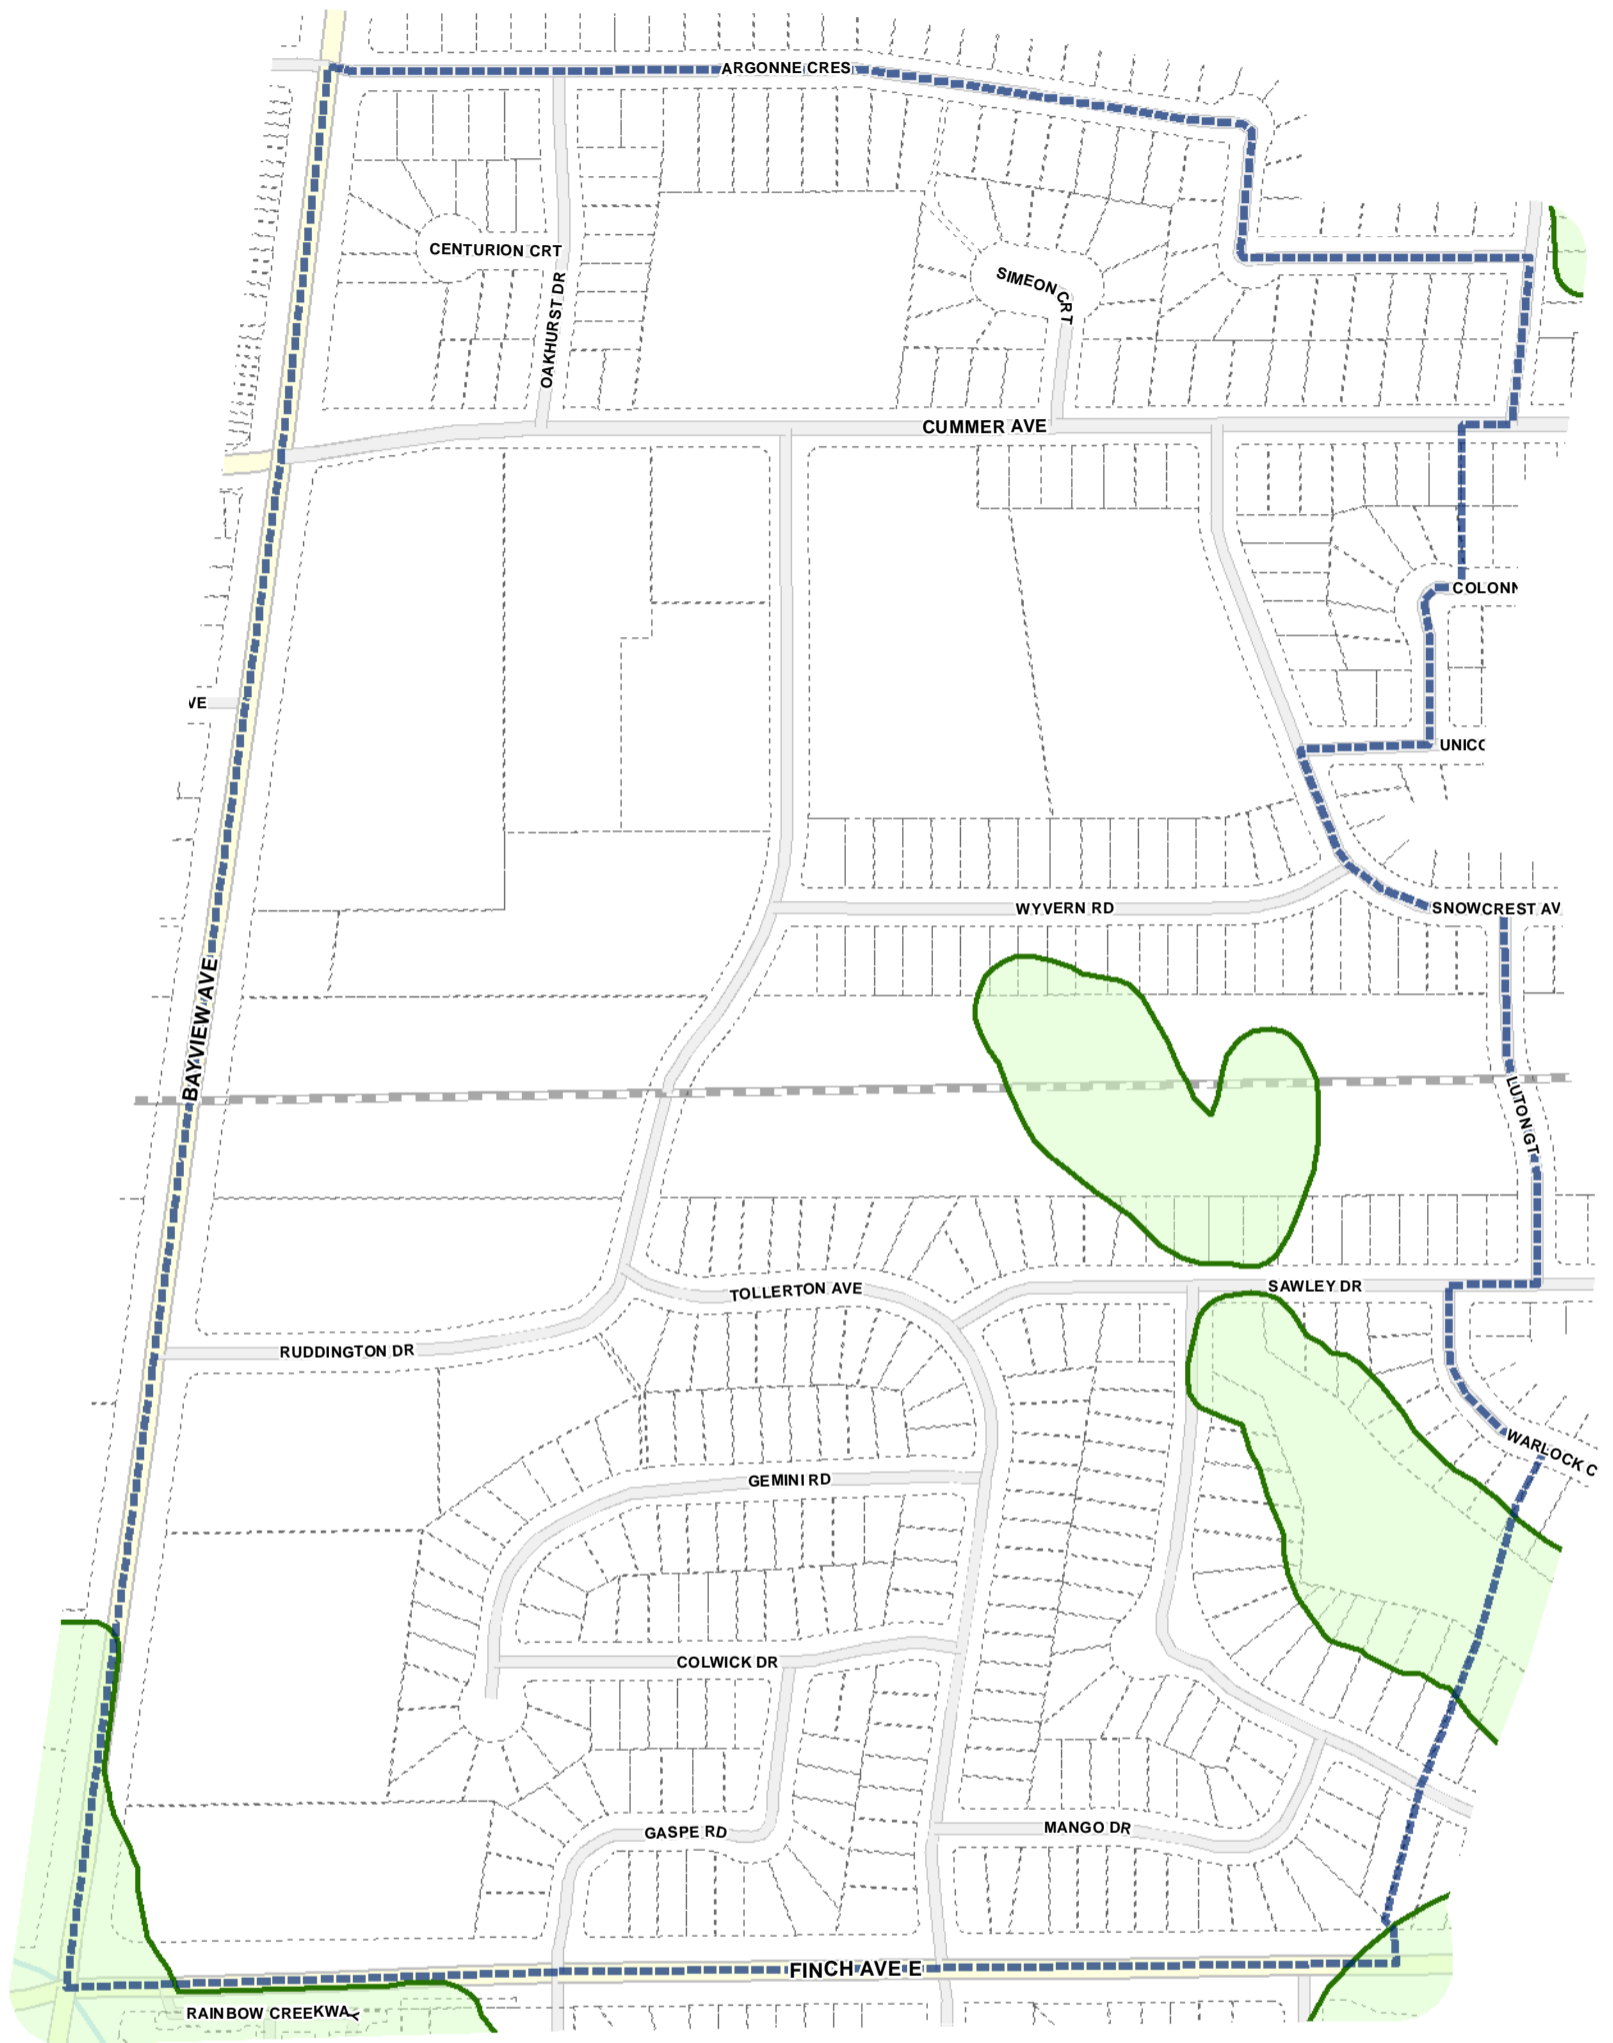 ARGONNE CRES
CENTURION CRT
OAKHURST DR
SIMEON CRT
CUMMER AVE
COLONN
VE
UNICO
WYVERN RD
SNOWCREST AV
BAYVIEW AVE
LUTON GT
TOLLERTON AVE
SAWLEY DR
RUDDINGTON DR
WARLOCK C
GEMINI RD
COLWICK DR
GASPE RD
MANGO DR
FINCH AVE E
RAINBOW CREEKWAY